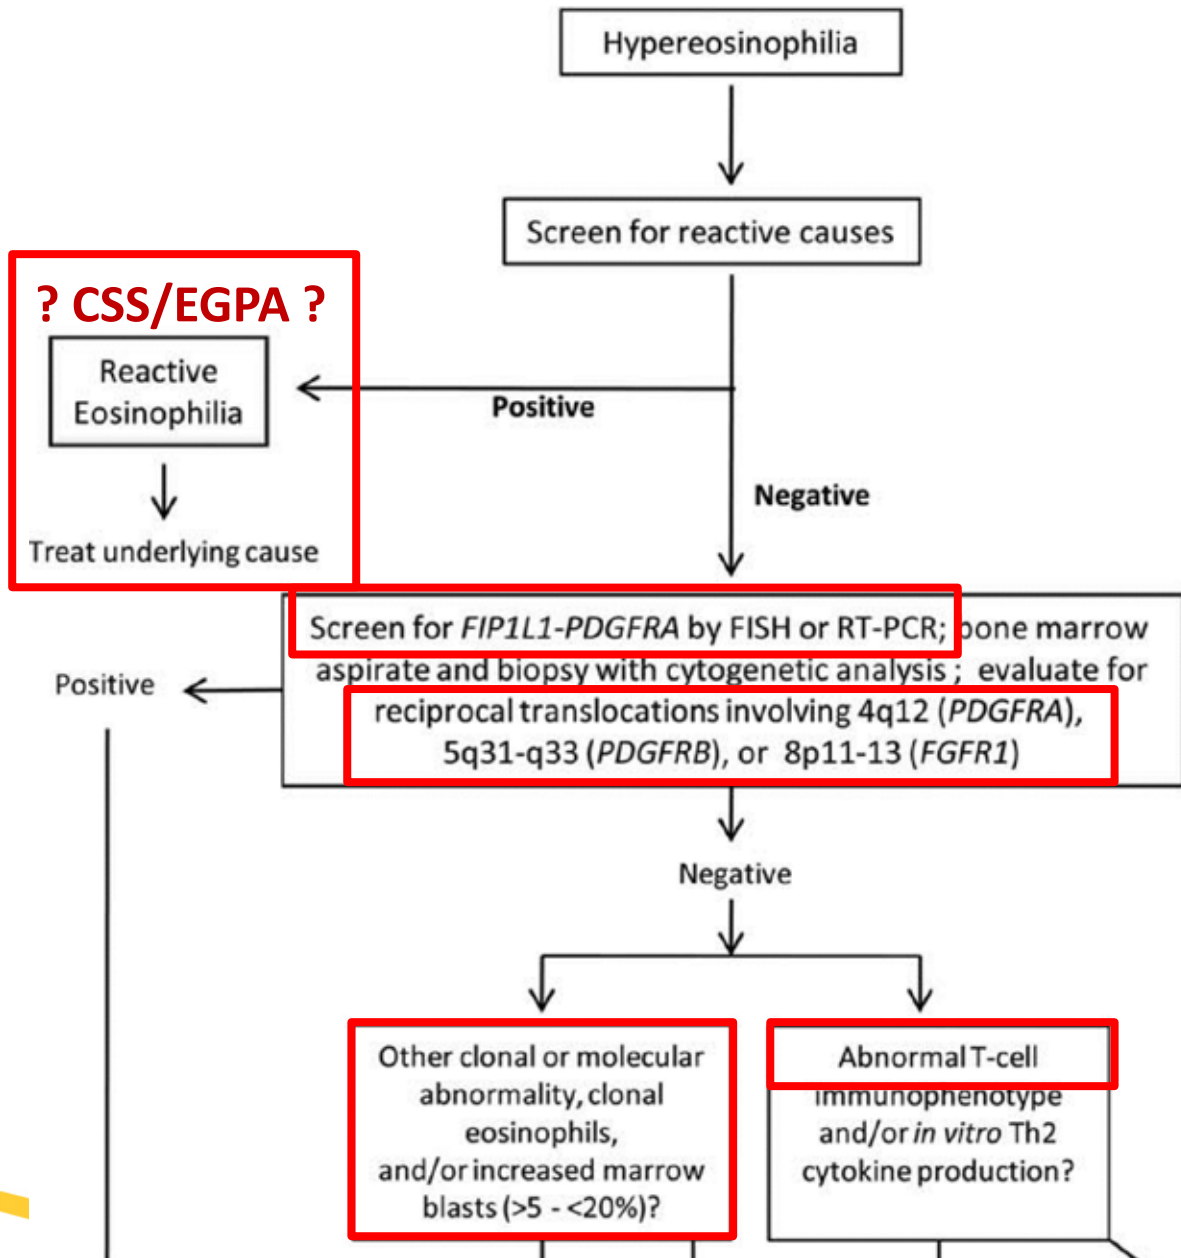 Hypereosinophilia
Screen for reactive causes
? CSS/EGPA ?
Reactive
Eosinophilia
Positive
Negative
Treat underlying cause
Screen for FIP1L1-PDGFRA by FISH or RT-PCR; bone marrow
aspirate and biopsy with cytogenetic analysis ; evaluate for
reciprocal translocations involving 4q12 (PDGFRA),
5q31-q33 (PDGFRB), or 8p11-13 (FGFR1)
Positive
Negative
Other clonal or molecular
abnormality, clonal
eosinophils,
and/or increased marrow
blasts (>5 - <20%)?
Abnormal T-cell
immunophenotype
and/or in vitro Th2
cytokine production?